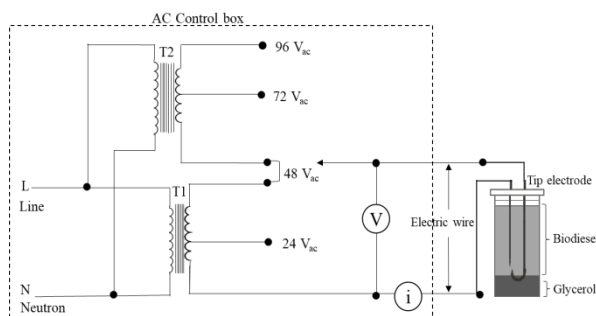 AC Control box
T2
96 Vac
72 Vac
48 Vac
L
Line
T1
24 Vac
N
Neutron
V
i
Electric wire
Tip electrode
Biodiese
Glycerol